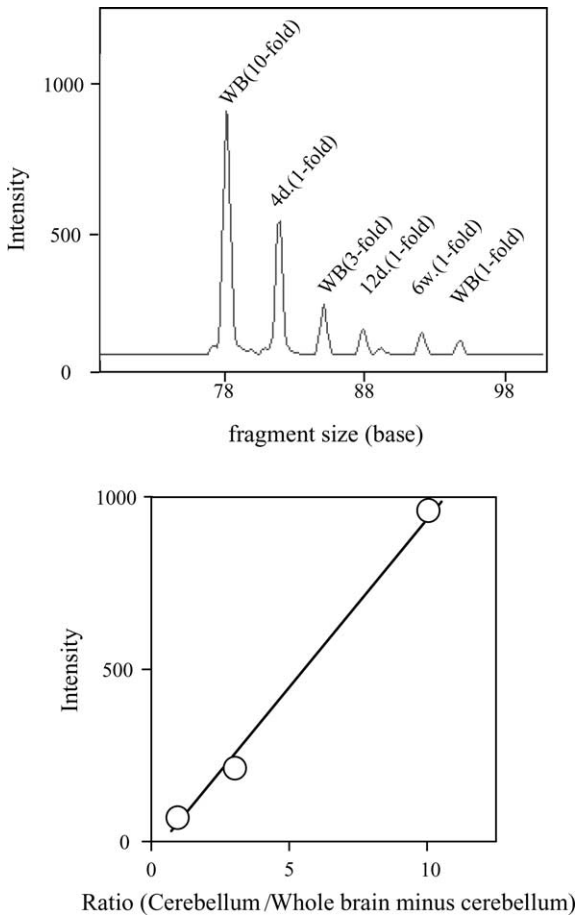 1000
500
0
Intensity
WB(10-fold)
4d.(1-fold)
WB(3-fold)
12d.(1-fold)
6w.(1-fold)
WB(1-fold)
78
88
98
fragment size (base)
1000
500
0
Intensity
0
5
10
Ratio (Cerebellum/Whole brain minus cerebellum)